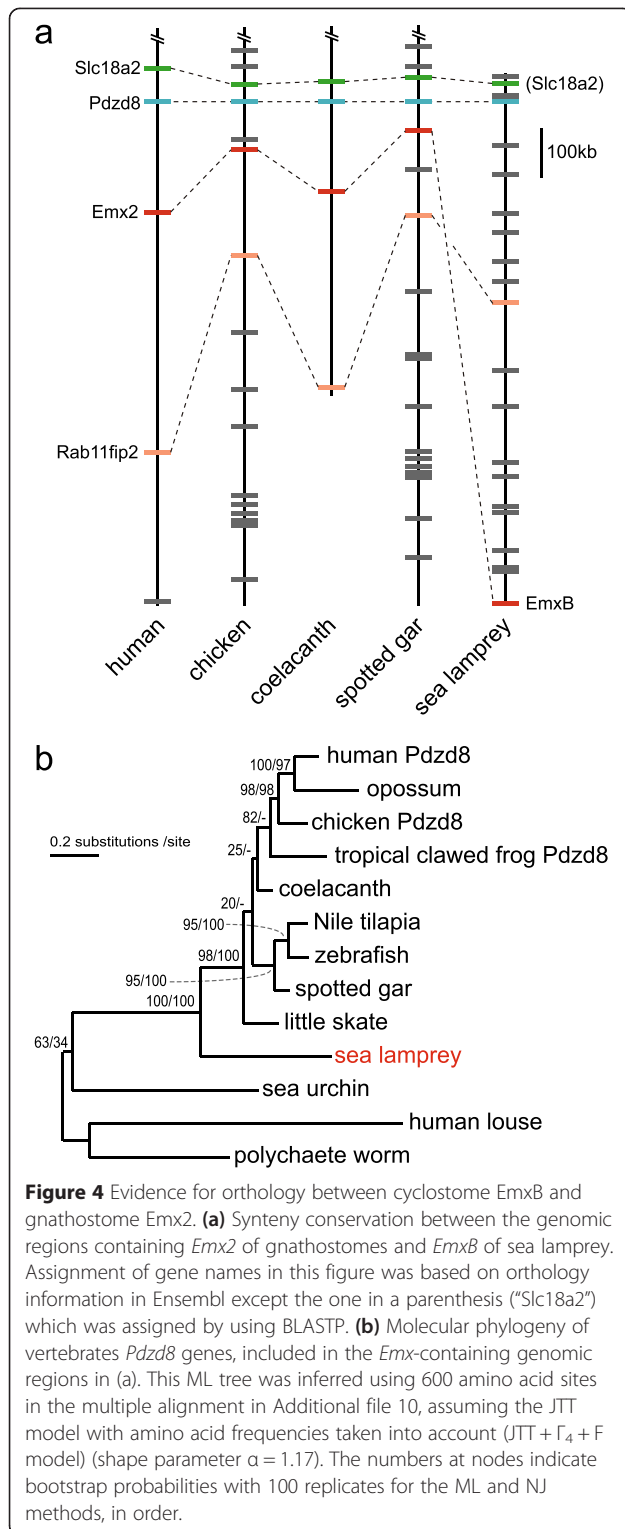 a
Slc18a2
(Slc18a2)
Pdzd8
100kb
Emx2
Rab11fip2
EmxB
human
chicken
coelacanth
spotted gar
sea lamprey
b
100/97
human Pdzd8
98/98
opossum
82/-
chicken Pdzd8
0.2 substitutions /site
25/-
tropical clawed frog Pdzd8
coelacanth
20/-
Nile tilapia
95/100
zebrafish
98/100
95/100
spotted gar
100/100
little skate
63/34
sea lamprey
sea urchin
human louse
polychaete worm
Figure 4 Evidence for orthology between cyclostome EmxB and
gnathostome Emx2. (a) Synteny conservation between the genomic
regions containing Emx2 of gnathostomes and EmxB of sea lamprey.
Assignment of gene names in this figure was based on orthology
information in Ensembl except the one in a parenthesis (“Slc18a2”)
which was assigned by using BLASTP. (b) Molecular phylogeny of
vertebrates Pdzd8 genes, included in the Emx-containing genomic
regions in (a). This ML tree was inferred using 600 amino acid sites
in the multiple alignment in Additional file 10, assuming the JTT
model with amino acid frequencies taken into account (JTT + Γ₄ + F
model) (shape parameter α = 1.17). The numbers at nodes indicate
bootstrap probabilities with 100 replicates for the ML and NJ
methods, in order.